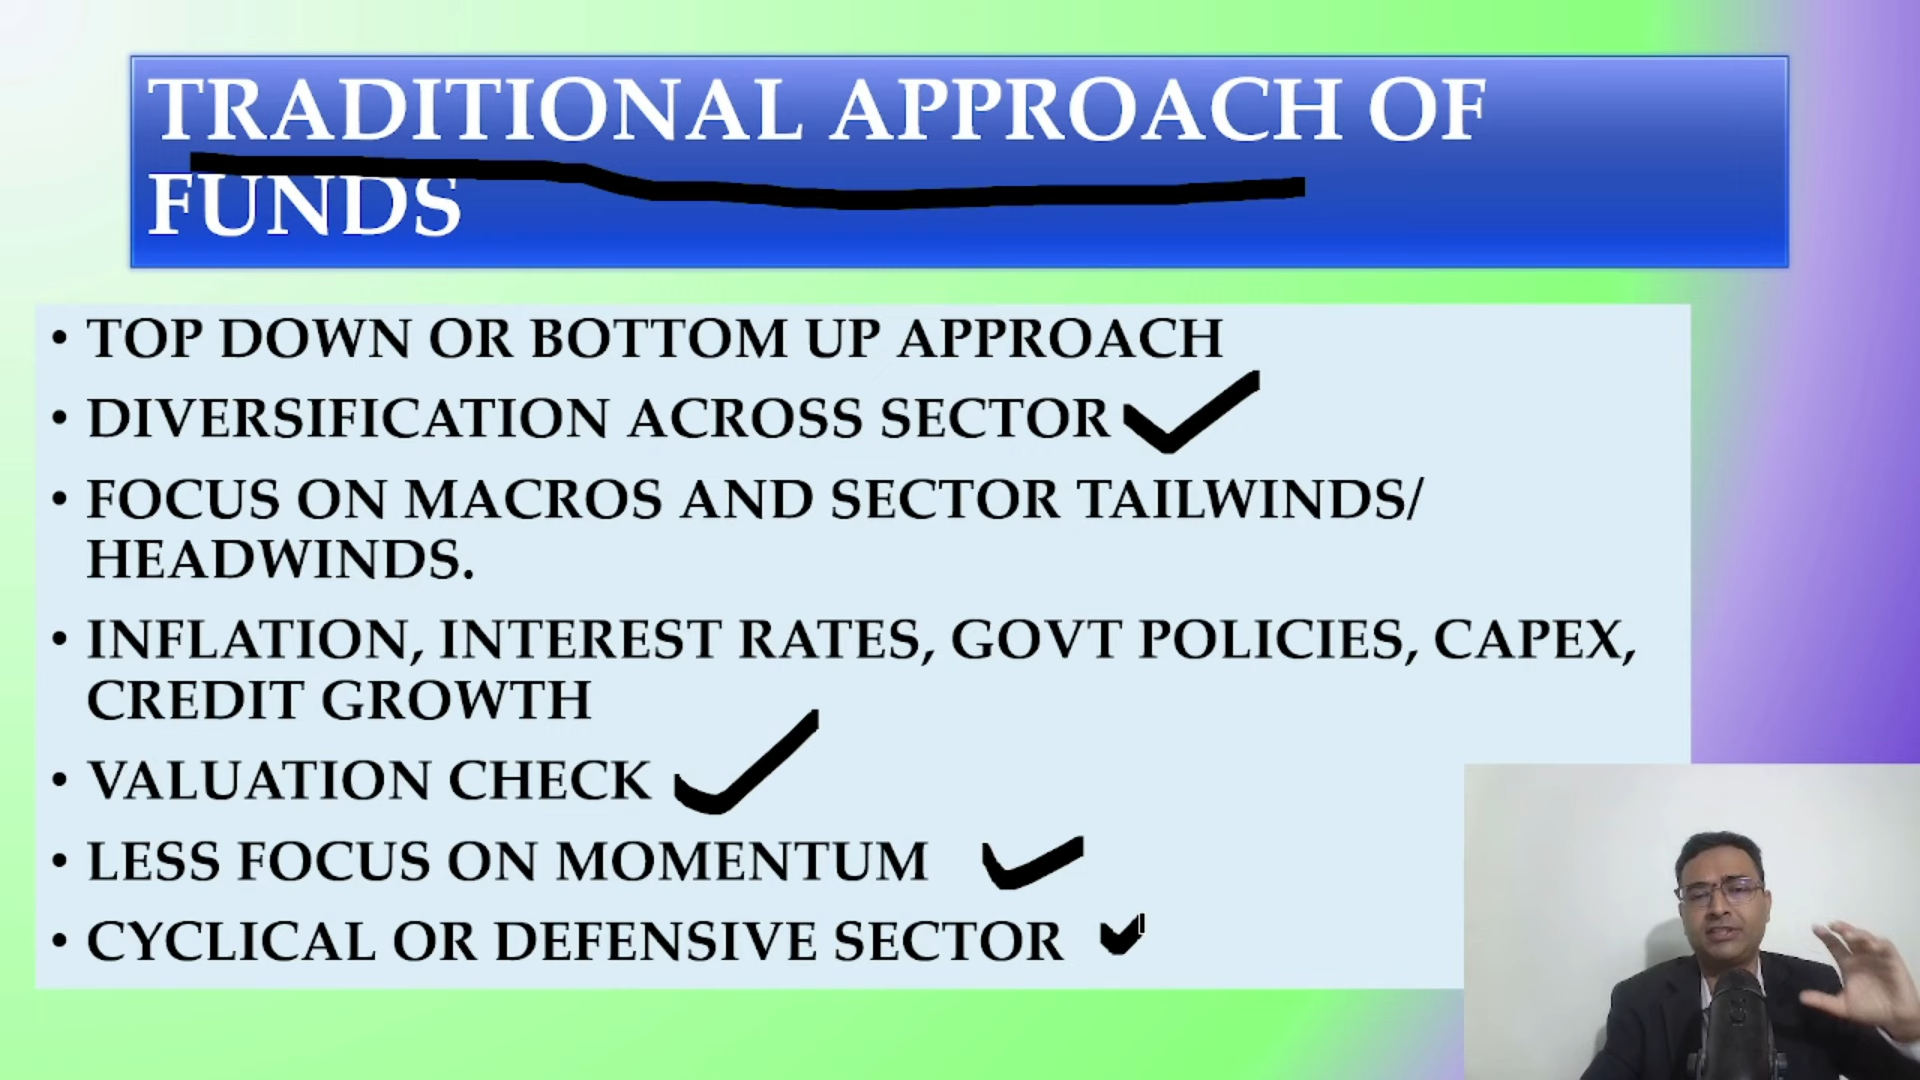 TRADITIONAL APPROACH OF
FUNDS
• TOP DOWN OR BOTTOM UP APPROACH
• DIVERSIFICATION ACROSS SECTOR
• FOCUS ON MACROS AND SECTOR TAILWINDS/
HEADWINDS.
• INFLATION, INTEREST RATES, GOVT POLICIES, CAPEX,
CREDIT GROWTH
• VALUATION CHECK
• LESS FOCUS ON MOMENTUM
• CYCLICAL OR DEFENSIVE SECTOR